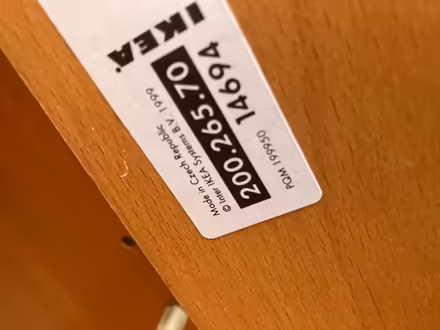 IKEA
IKEA
200.265.70
14694
Made in Czech Republic
© Inter IKEA Systems B.V. 1999
PQM 199950